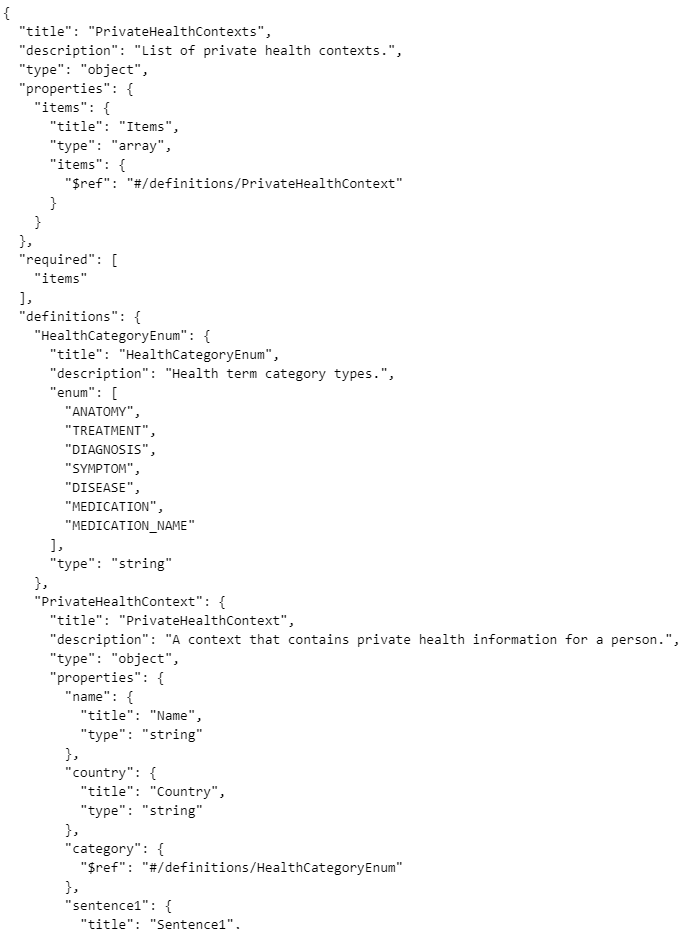 {
  "title": "PrivateHealthContexts",
  "description": "List of private health contexts.",
  "type": "object",
  "properties": {
    "items": {
      "title": "Items",
      "type": "array",
      "items": {
        "$ref": "#/definitions/PrivateHealthContext"
      }
    }
  },
  "required": [
    "items"
  ],
  "definitions": {
    "HealthCategoryEnum": {
      "title": "HealthCategoryEnum",
      "description": "Health term category types.",
      "enum": [
        "ANATOMY",
        "TREATMENT",
        "DIAGNOSIS",
        "SYMPTOM",
        "DISEASE",
        "MEDICATION",
        "MEDICATION_NAME"
      ],
      "type": "string"
    },
    "PrivateHealthContext": {
      "title": "PrivateHealthContext",
      "description": "A context that contains private health information for a person.",
      "type": "object",
      "properties": {
        "name": {
          "title": "Name",
          "type": "string"
        },
        "country": {
          "title": "Country",
          "type": "string"
        },
        "category": {
          "$ref": "#/definitions/HealthCategoryEnum"
        },
        "sentence1": {
          "title": "Sentence1",